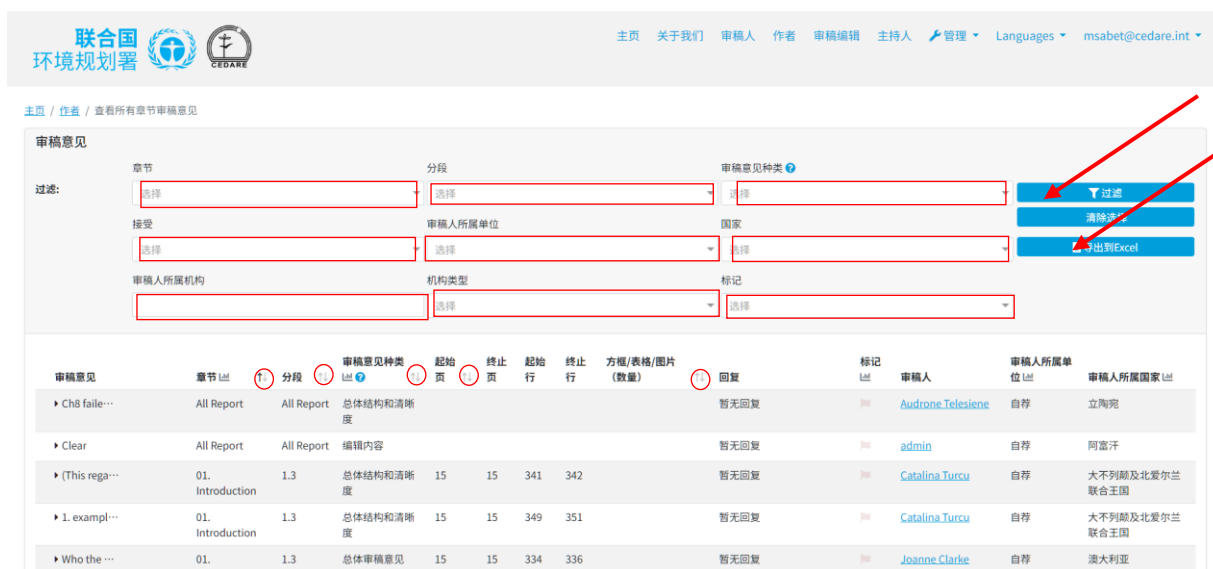 联合国
环境规划署
CEDARE
主页 关于我们 审稿人 作者 审稿编辑 主持人 管理 Languages msabet@cedare.int
主页 / 作者 / 查看所有章节审稿意见
审稿意见
章节 分段 审稿意见种类
过滤: 选择 选择 选择 过滤
清除选择
接受 审稿人所属单位 国家
选择 选择 选择 导出到Excel
审稿人所属机构 机构类型 标记
选择 选择
审稿意见 章节 分段 审稿意见种类 起始页 终止页 起始行 终止行 方框/表格/图片(数量) 回复 标记 审稿人 审稿人所属单位 审稿人所属国家
Ch8 faile… All Report All Report 总体结构和清晰度 暂无回复 Audrone Telesiene 自荐 立陶宛
Clear All Report All Report 编辑内容 暂无回复 admin 自荐 阿富汗
(This rega… 01. Introduction 1.3 总体结构和清晰度 15 15 341 342 暂无回复 Catalina Turcu 自荐 大不列颠及北爱尔兰联合王国
1. exampl… 01. Introduction 1.3 总体结构和清晰度 15 15 349 351 暂无回复 Catalina Turcu 自荐 大不列颠及北爱尔兰联合王国
Who the … 01. 1.3 总体审稿意见 15 15 334 336 暂无回复 Joanne Clarke 自荐 澳大利亚